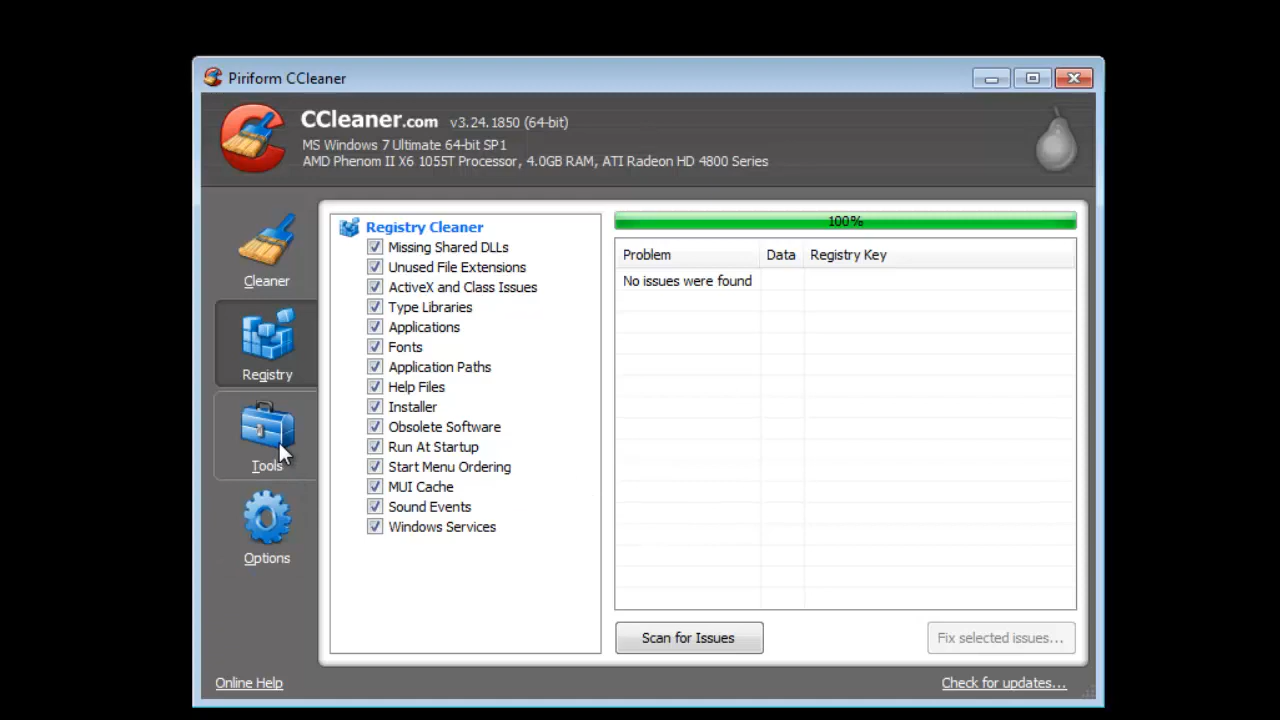 Piriform CCleaner
CCleaner.com v3.24.1850 (64-bit)
MS Windows 7 Ultimate 64-bit SP1
AMD Phenom II X6 1055T Processor, 4.0GB RAM, ATI Radeon HD 4800 Series
Cleaner
Registry
Tools
Options
Registry Cleaner
Missing Shared DLLs
Unused File Extensions
ActiveX and Class Issues
Type Libraries
Applications
Fonts
Application Paths
Help Files
Installer
Obsolete Software
Run At Startup
Start Menu Ordering
MUI Cache
Sound Events
Windows Services
100%
Problem Data Registry Key
No issues were found
Scan for Issues
Fix selected issues...
Online Help
Check for updates...